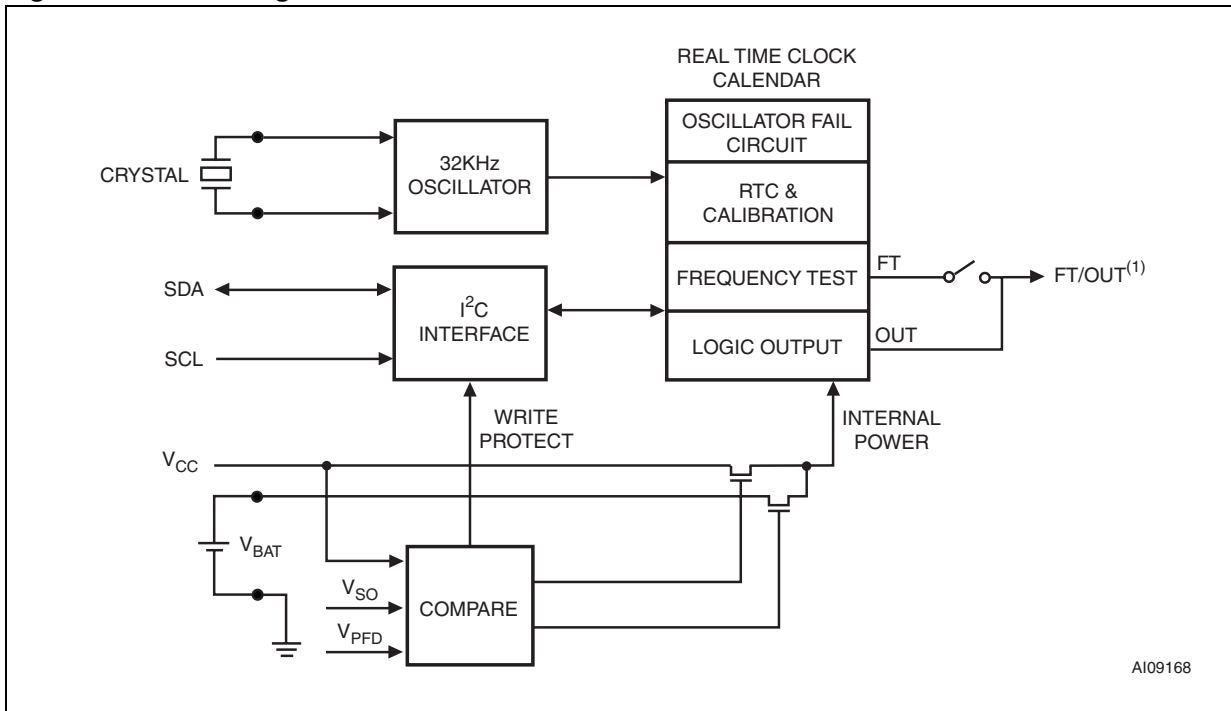 REAL TIME CLOCK
CALENDAR
OSCILLATOR FAIL
CIRCUIT
CRYSTAL
32KHz
OSCILLATOR
RTC &
CALIBRATION
FREQUENCY TEST
FT
FT/OUT(1)
SDA
I2C
INTERFACE
SCL
LOGIC OUTPUT
OUT
WRITE
PROTECT
INTERNAL
POWER
VCC
VBAT
VSO
COMPARE
VPFD
AI09168